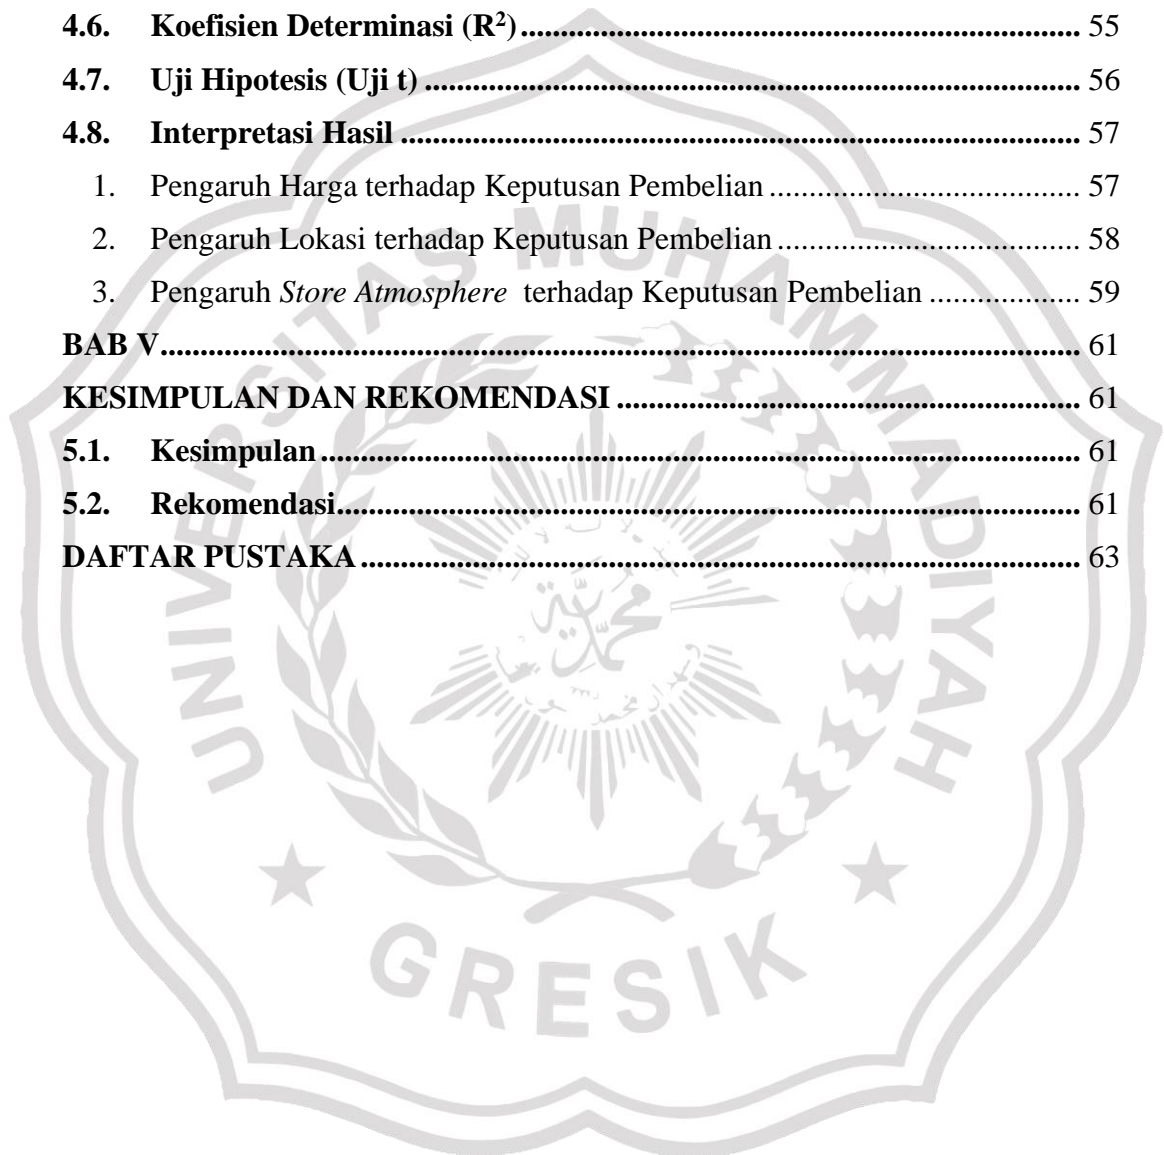 4.6. Koefisien Determinasi (R²) .................................................. 55
4.7. Uji Hipotesis (Uji t) .................................................. 56
4.8. Interpretasi Hasil .................................................. 57
1. Pengaruh Harga terhadap Keputusan Pembelian .................................................. 57
2. Pengaruh Lokasi terhadap Keputusan Pembelian .................................................. 58
3. Pengaruh Store Atmosphere terhadap Keputusan Pembelian .................................................. 59
BAB V .................................................. 61
KESIMPULAN DAN REKOMENDASI .................................................. 61
5.1. Kesimpulan .................................................. 61
5.2. Rekomendasi .................................................. 61
DAFTAR PUSTAKA .................................................. 63
UNIVERSITAS MUHAMMADIYAH
محمدية
GRESIK